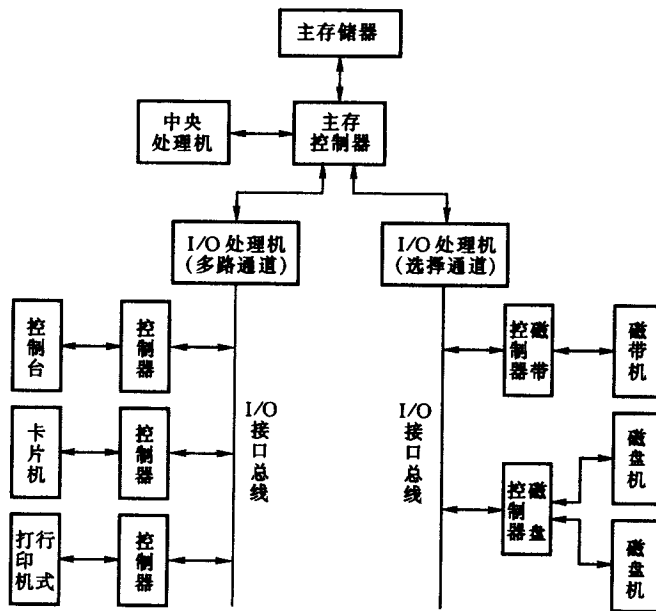 主存储器
中央
处理机
主存
控制器
I/O 处理机
(多路通道)
I/O 处理机
(选择通道)
控制台
控制器
卡片机
控制器
行式
打印机
控制器
I/O
接口总线
I/O
接口总线
磁带
控制器
磁带机
磁盘
控制器
磁盘机
磁盘机